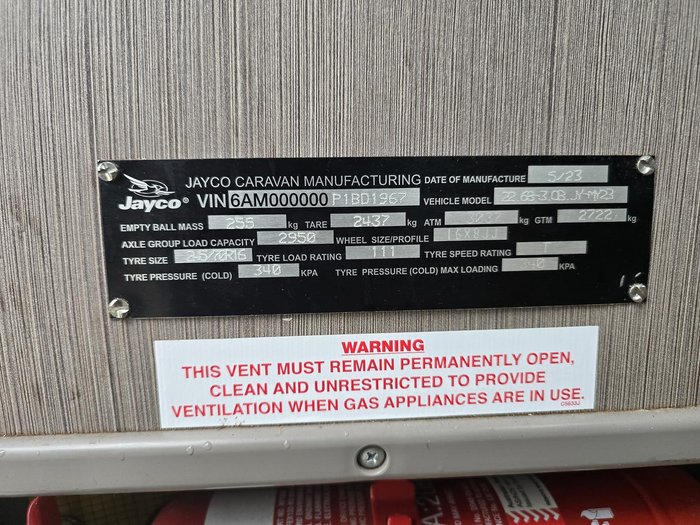 JAYCO CARAVAN MANUFACTURING DATE OF MANUFACTURE 5/23
Jayco® VIN 6AM000000P1BD1967 VEHICLE MODEL
EMPTY BALL MASS 255 kg TARE 2437 kg ATM kg GTM 2722 kg
AXLE GROUP LOAD CAPACITY 2950 WHEEL SIZE/PROFILE 16X8JJ
TYRE SIZE TYRE LOAD RATING 111 TYRE SPEED RATING T
TYRE PRESSURE (COLD) 340 KPA TYRE PRESSURE (COLD) MAX LOADING 340 KPA
WARNING
THIS VENT MUST REMAIN PERMANENTLY OPEN,
CLEAN AND UNRESTRICTED TO PROVIDE
VENTILATION WHEN GAS APPLIANCES ARE IN USE.